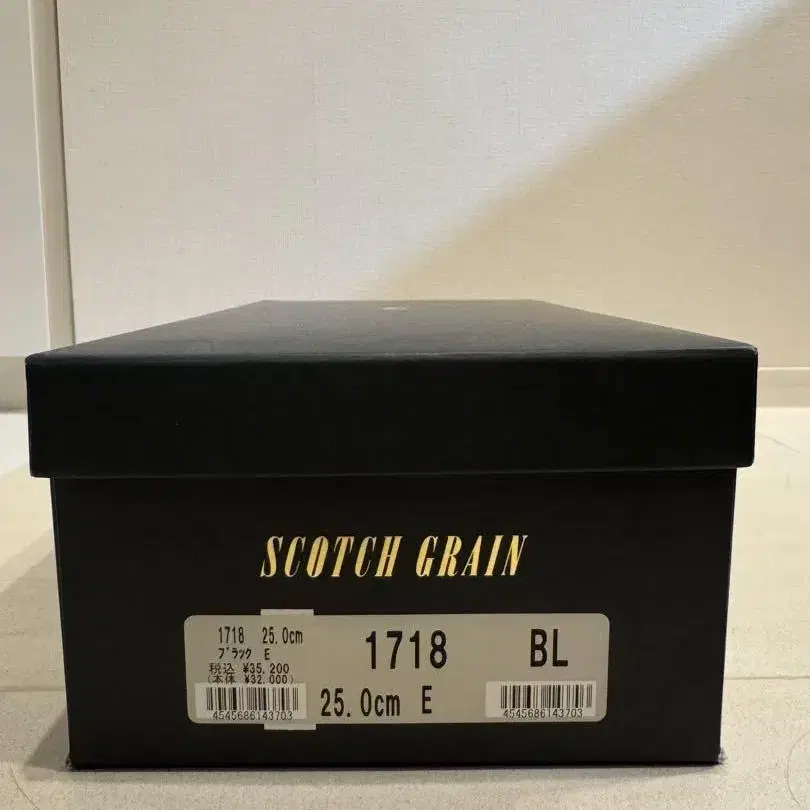 SCOTCH GRAIN
1718 25.0cm
ブラック E
税込 ¥35,200
(本体 ¥32,000)
4545686143703
1718 BL
25.0cm E
4545686143703